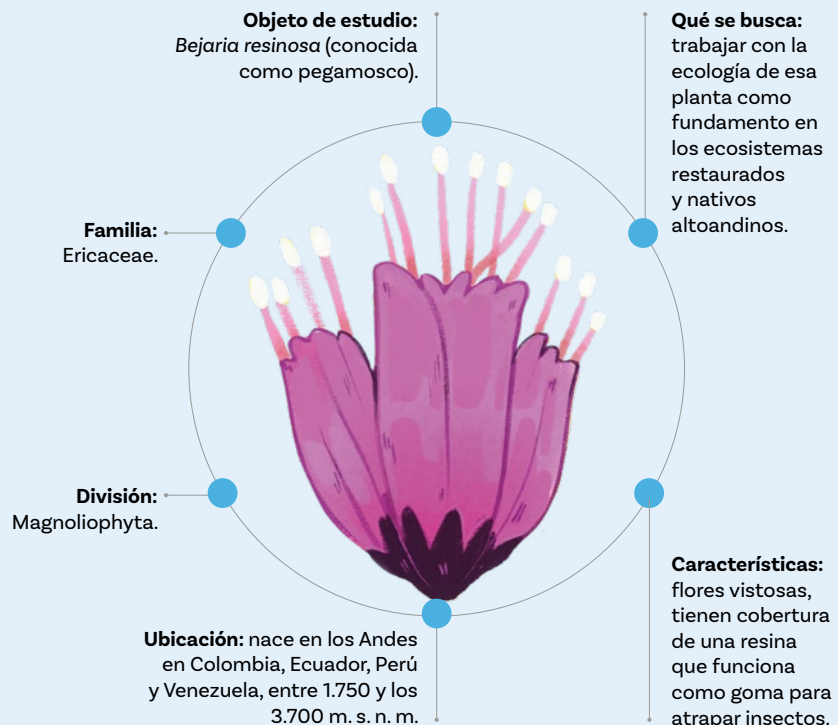 Objeto de estudio:
Bejaria resinosa (conocida
como pegamosco).
Qué se busca:
trabajar con la
ecología de esa
planta como
fundamento en
los ecosistemas
restaurados
y nativos
altoandinos.
Familia:
Ericaceae.
División:
Magnoliophyta.
Ubicación: nace en los Andes
en Colombia, Ecuador, Perú
y Venezuela, entre 1.750 y los
3.700 m. s. n. m.
Características:
flores vistosas,
tienen cobertura
de una resina
que funciona
como goma para
atrapar insectos.